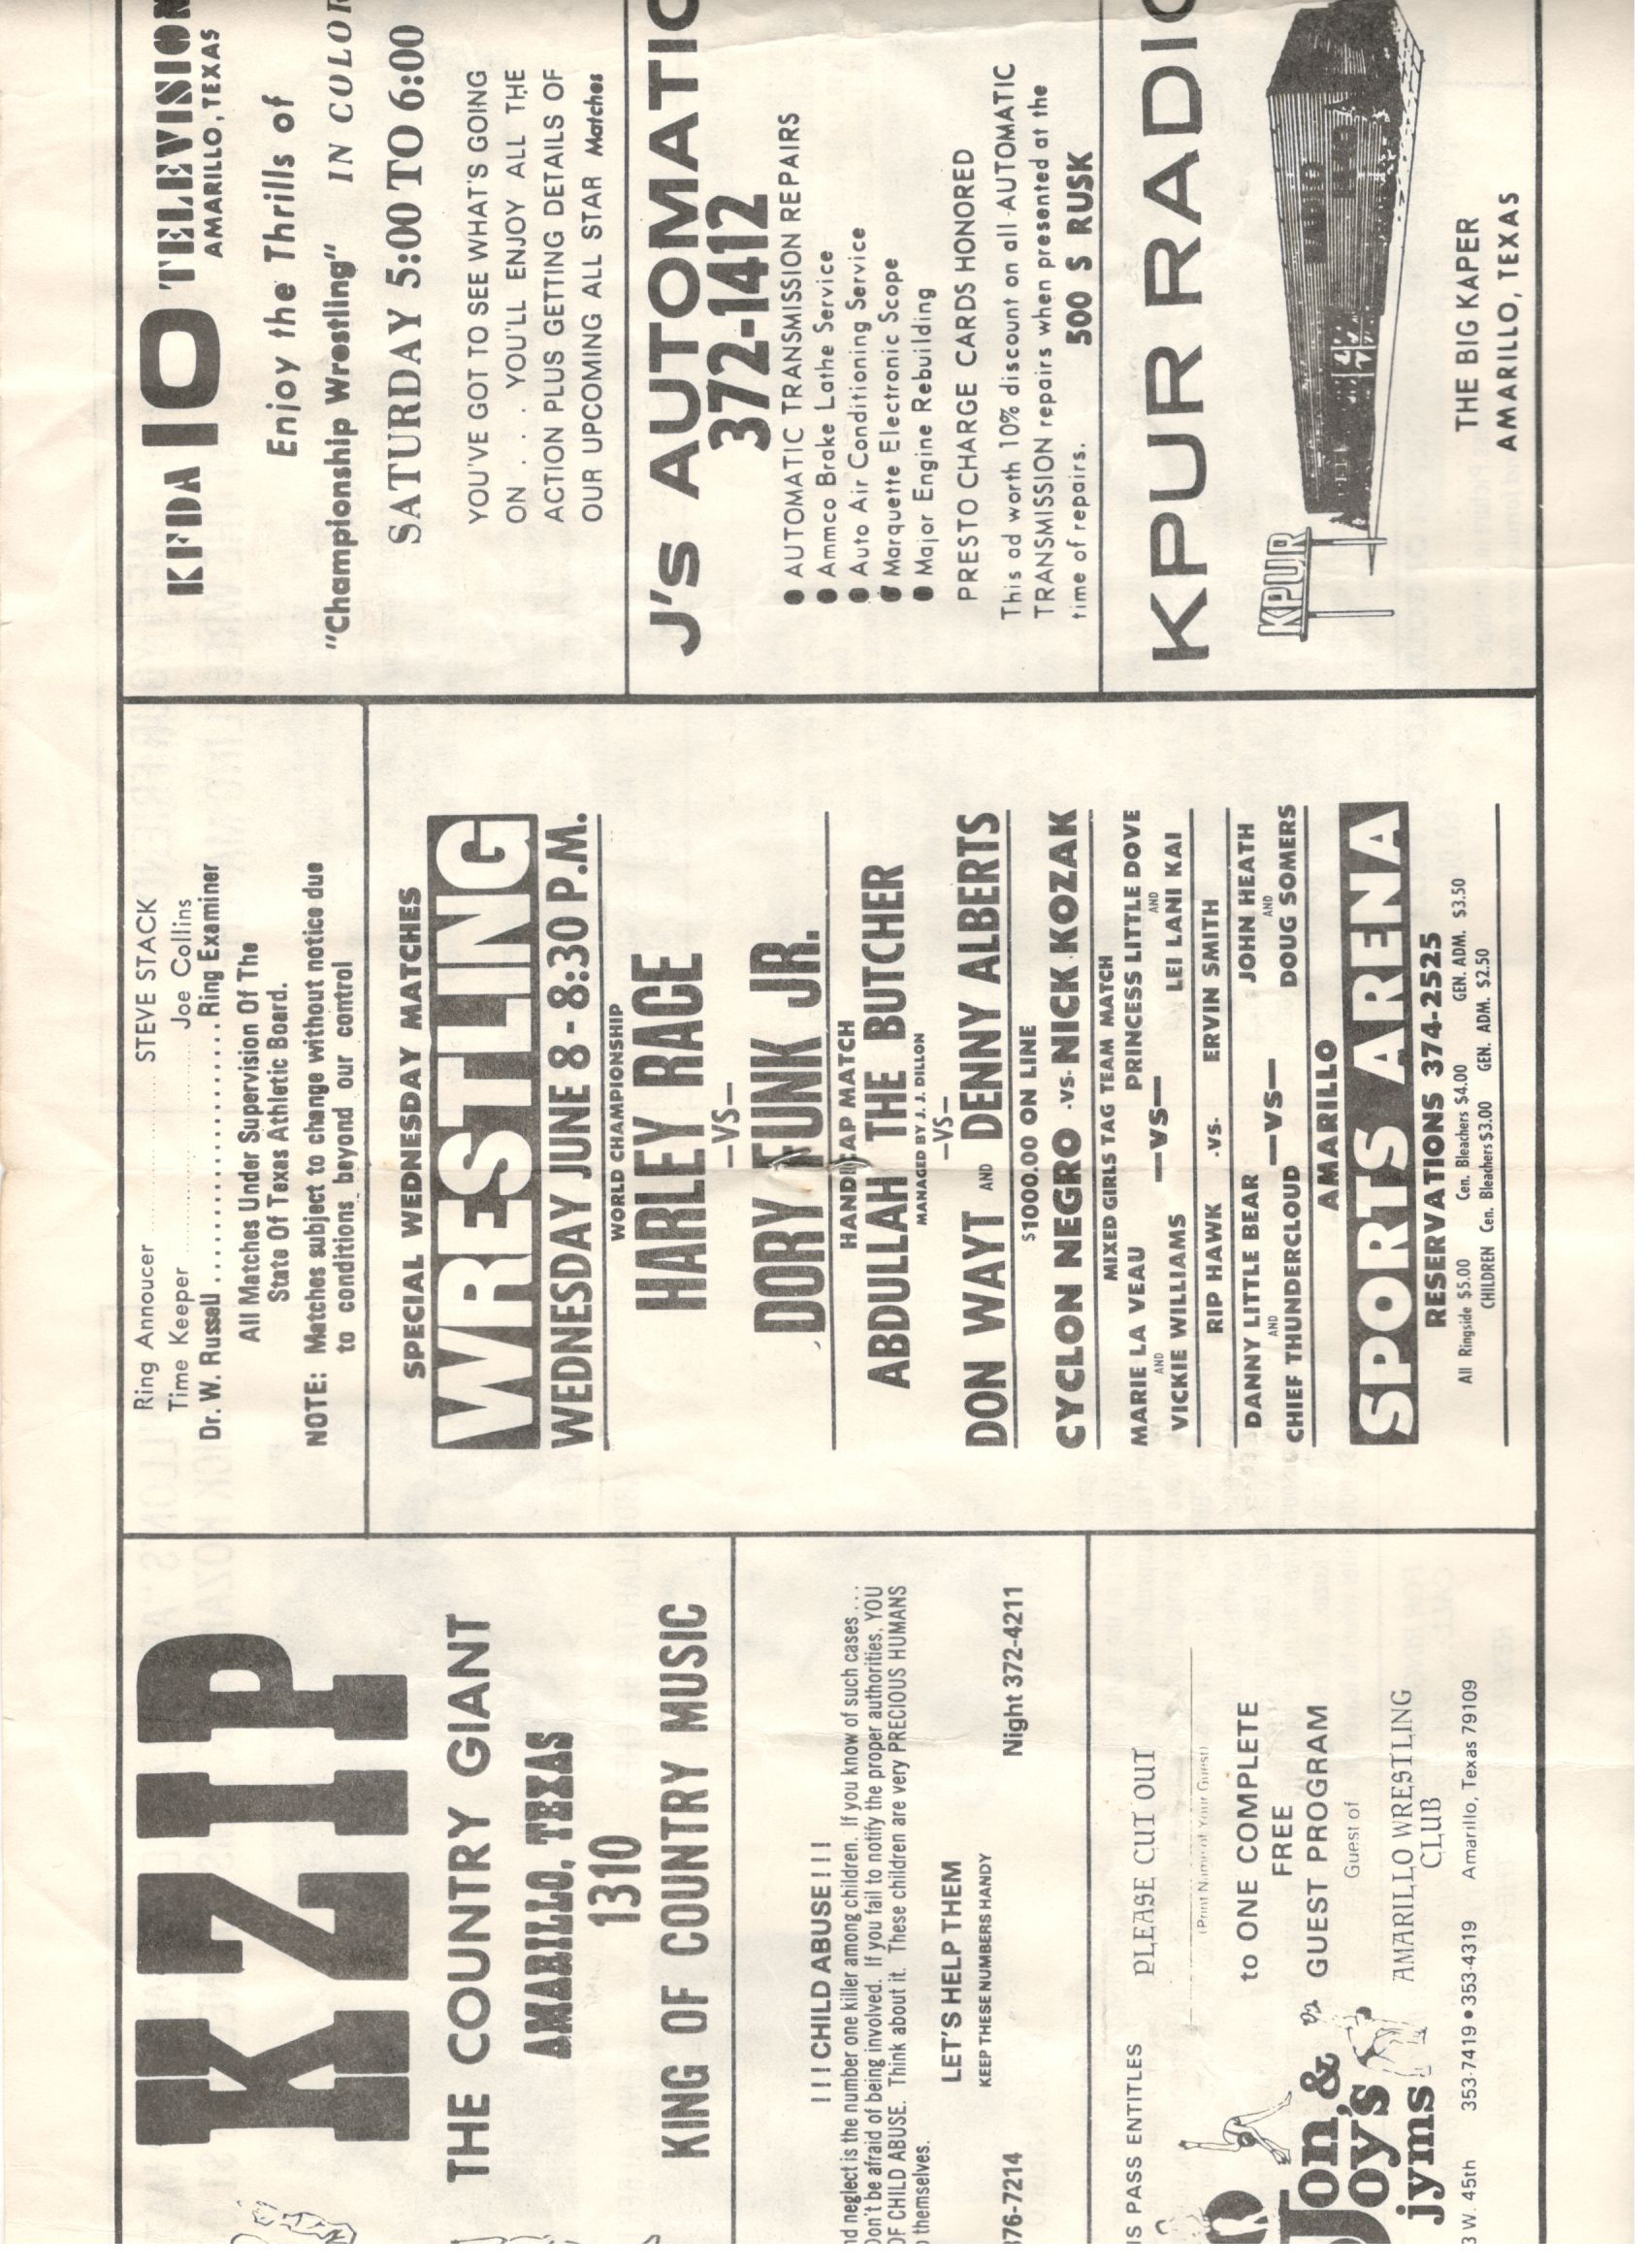 KZIP
THE COUNTRY GIANT
AMARILLO, TEXAS
1310
KING OF COUNTRY MUSIC
! ! ! CHILD ABUSE ! ! !
neglect is the number one killer among children. If you know of such cases . . .
Don't be afraid of being involved. If you fail to notify the proper authorities, YOU
OF CHILD ABUSE. Think about it. These children are very PRECIOUS HUMANS
themselves.
LET'S HELP THEM
KEEP THESE NUMBERS HANDY
376-7214 Night 372-4211
PASS ENTITLES PLEASE CUT OUT
(Print Name of Your Guest)
to ONE COMPLETE
FREE
GUEST PROGRAM
Guest of
AMARILLO WRESTLING
CLUB
Jon &
Joy's
jyms
W. 45th 353-7419 • 353-4319 Amarillo, Texas 79109
Ring Annoucer STEVE STACK
Time Keeper Joe Collins
Dr. W. Russell Ring Examiner
All Matches Under Supervision Of The
State Of Texas Athletic Board.
NOTE: Matches subject to change without notice due
to conditions beyond our control
SPECIAL WEDNESDAY MATCHES
WRESTLING
WEDNESDAY JUNE 8 - 8:30 P.M.
WORLD CHAMPIONSHIP
HARLEY RACE
—VS—
DORY FUNK JR.
HANDICAP MATCH
ABDULLAH THE BUTCHER
MANAGED BY J. J. DILLON
—VS—
DON WAYT AND DENNY ALBERTS
$1000.00 ON LINE
CYCLON NEGRO -VS- NICK KOZAK
MIXED GIRLS TAG TEAM MATCH
MARIE LA VEAU PRINCESS LITTLE DOVE
AND —VS— AND
VICKIE WILLIAMS LEI LANI KAI
RIP HAWK -VS- ERVIN SMITH
DANNY LITTLE BEAR JOHN HEATH
AND —VS— AND
CHIEF THUNDERCLOUD DOUG SOMERS
AMARILLO
SPORTS ARENA
RESERVATIONS 374-2525
All Ringside $5.00 Cen. Bleachers $4.00 GEN. ADM. $3.50
CHILDREN Cen. Bleachers $3.00 GEN. ADM. $2.50
KFDA 10 TELEVISION
AMARILLO, TEXAS
Enjoy the Thrills of
"Championship Wrestling" IN COLOR
SATURDAY 5:00 TO 6:00
YOU'VE GOT TO SEE WHAT'S GOING
ON . . . YOU'LL ENJOY ALL THE
ACTION PLUS GETTING DETAILS OF
OUR UPCOMING ALL STAR Matches
J's AUTOMATIC
372-1412
● AUTOMATIC TRANSMISSION REPAIRS
● Ammco Brake Lathe Service
● Auto Air Conditioning Service
● Marquette Electronic Scope
● Major Engine Rebuilding
PRESTO CHARGE CARDS HONORED
This ad worth 10% discount on all AUTOMATIC
TRANSMISSION repairs when presented at the
time of repairs. 500 S RUSK
KPUR RADIO
KPUR
RADIO
THE BIG KAPER
AMARILLO, TEXAS